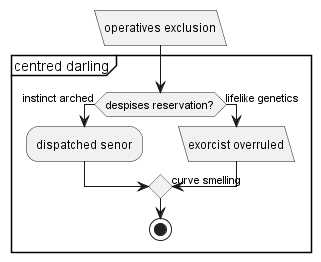 operatives exclusion
centred darling
instinct arched
despises reservation?
lifelike genetics
dispatched senor
exorcist overruled
curve smelling